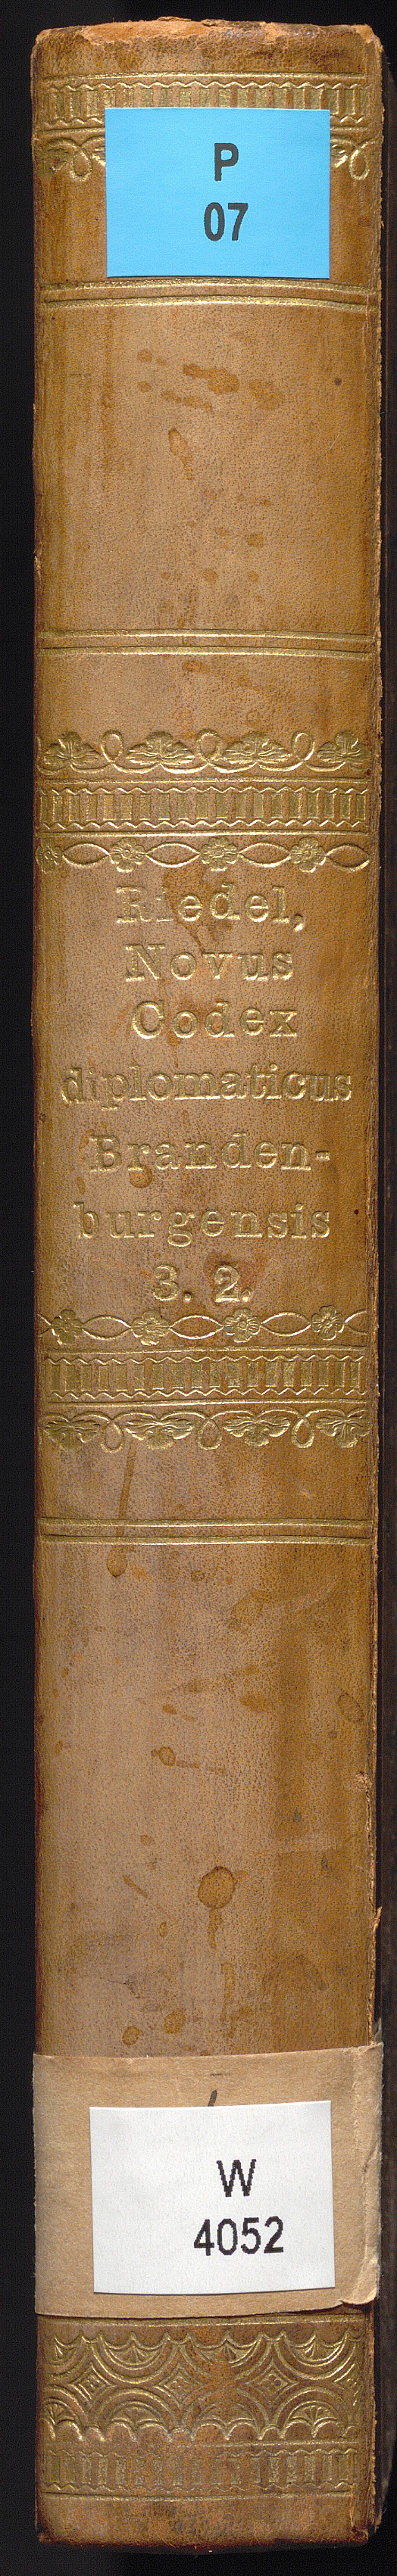 P
07
Riedel,
Novus
Codex
diplomaticus
Branden-
burgensis
3. 2.
W
4052